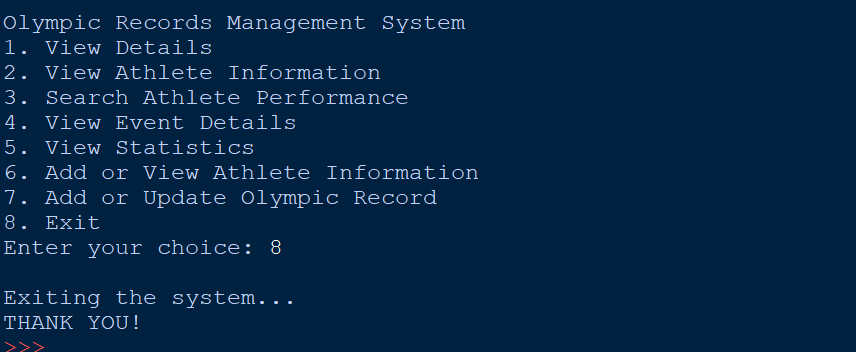 Olympic Records Management System
1. View Details
2. View Athlete Information
3. Search Athlete Performance
4. View Event Details
5. View Statistics
6. Add or View Athlete Information
7. Add or Update Olympic Record
8. Exit
Enter your choice: 8
Exiting the system...
THANK YOU!
>>>